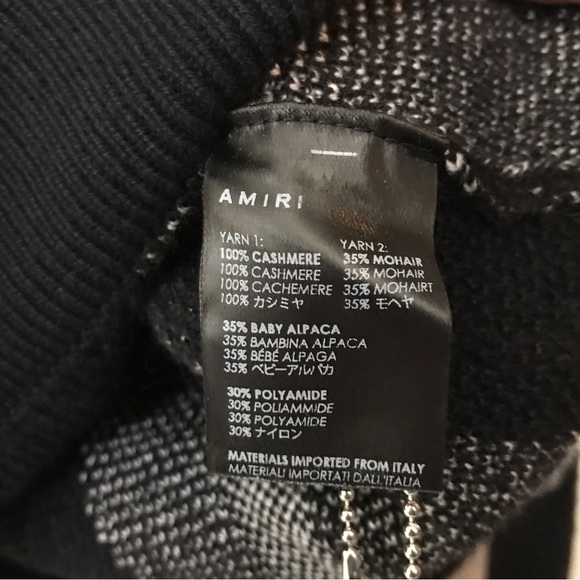 AMIRI
YARN 1:
100% CASHMERE
100% CASHMERE
100% CACHEMERE
100% カシミヤ
YARN 2:
35% MOHAIR
35% MOHAIR
35% MOHAIRT
35% モヘヤ
35% BABY ALPACA
35% BAMBINA ALPACA
35% BÉBÉ ALPAGA
35% ベビーアルパカ
30% POLYAMIDE
30% POLIAMMIDE
30% POLYAMIDE
30% ナイロン
MATERIALS IMPORTED FROM ITALY
MATERIALI IMPORTATI DALL'ITALIA